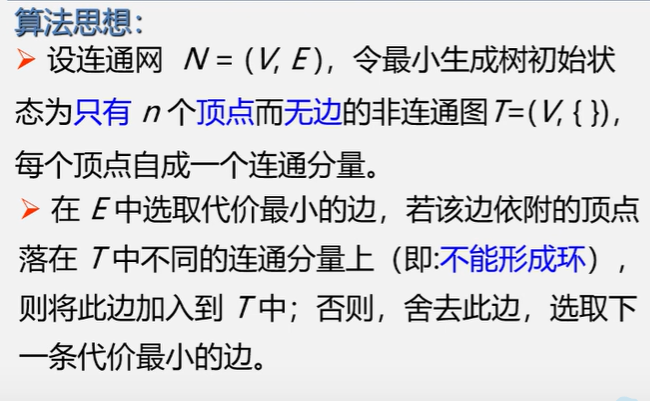 算法思想：
➢ 设连通网 N = (V, E )，令最小生成树初始状
态为只有 n 个顶点而无边的非连通图T=(V, { })，
每个顶点自成一个连通分量。
➢ 在 E 中选取代价最小的边，若该边依附的顶点
落在 T 中不同的连通分量上（即:不能形成环），
则将此边加入到 T 中；否则，舍去此边，选取下
一条代价最小的边。